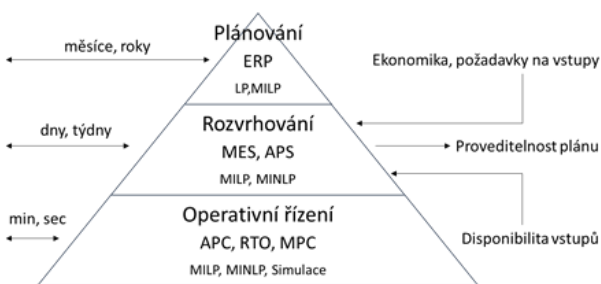 Plánování
měsíce, roky
ERP
Ekonomika, požadavky na vstupy
LP,MILP
Rozvrhování
dny, týdny
MES, APS
Proveditelnost plánu
MILP, MINLP
Operativní řízení
min, sec
APC, RTO, MPC
Disponibilita vstupů
MILP, MINLP, Simulace